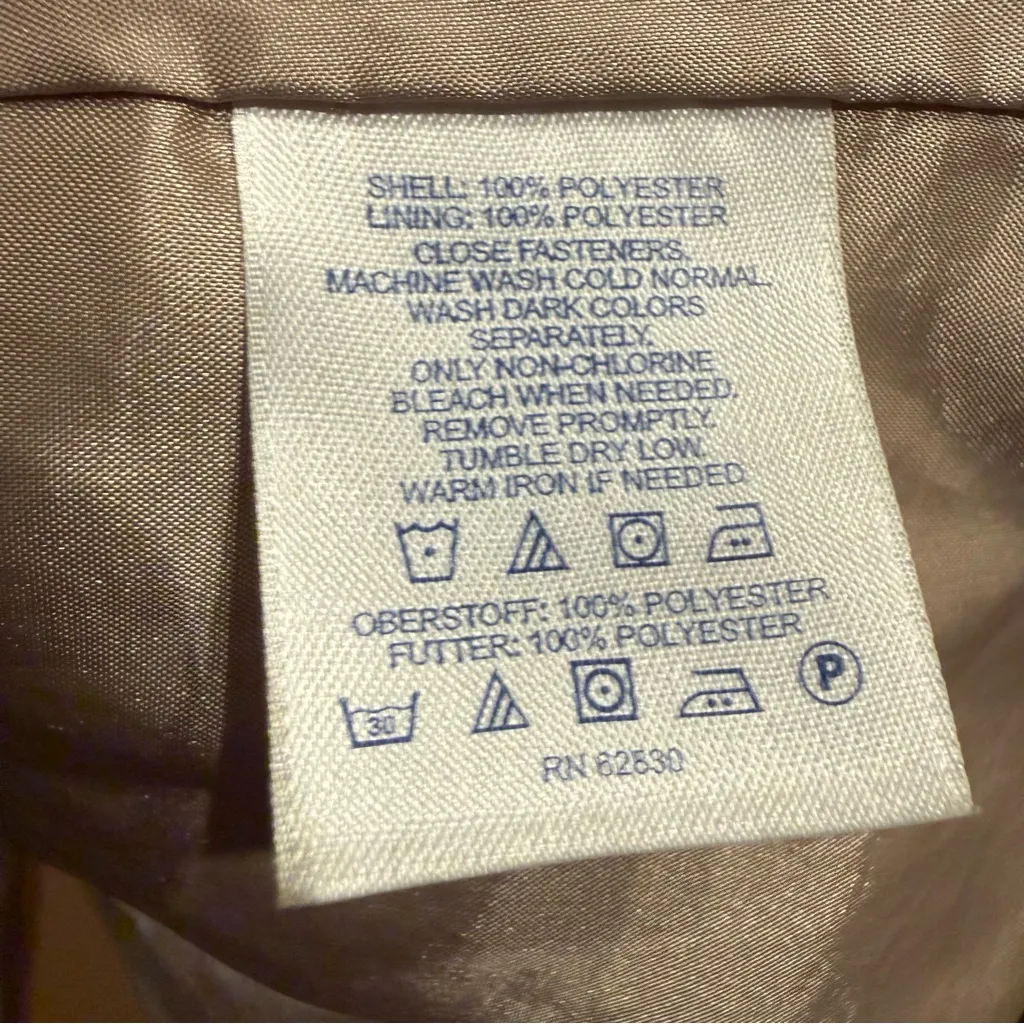 SHELL: 100% POLYESTER
LINING: 100% POLYESTER
CLOSE FASTENERS.
MACHINE WASH COLD NORMAL.
WASH DARK COLORS
SEPARATELY.
ONLY NON-CHLORINE
BLEACH WHEN NEEDED.
REMOVE PROMPTLY.
TUMBLE DRY LOW.
WARM IRON IF NEEDED
OBERSTOFF: 100% POLYESTER
FUTTER: 100% POLYESTER
30 P
RN 62530